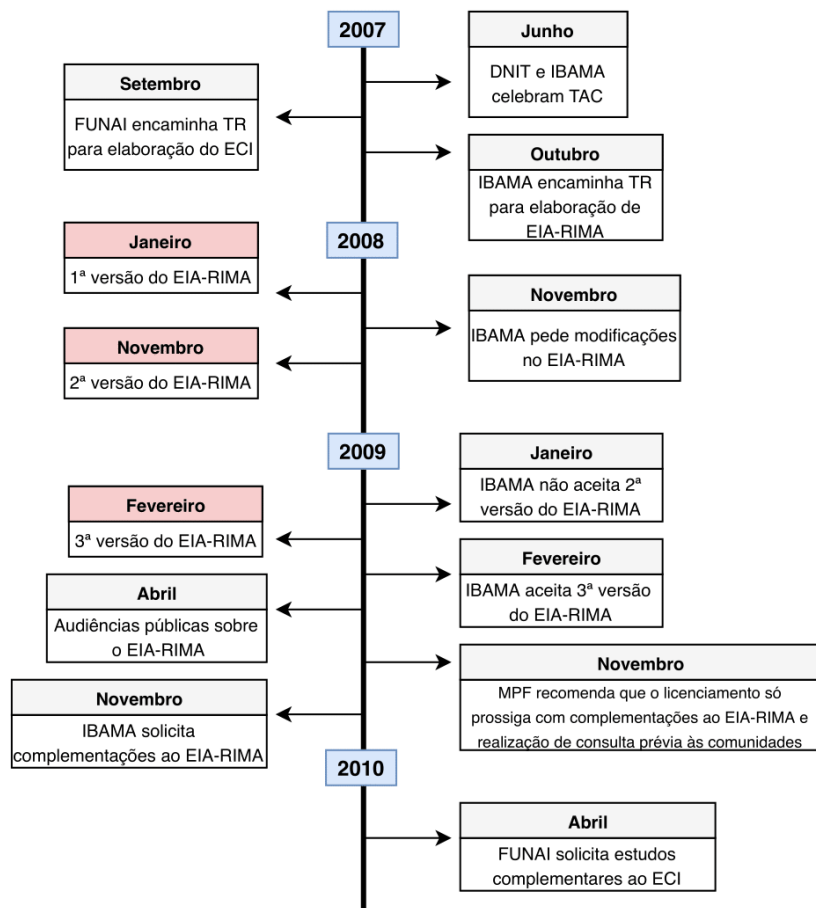 2007
Junho
DNIT e IBAMA
celebram TAC
Setembro
FUNAI encaminha TR
para elaboração do ECI
Outubro
IBAMA encaminha TR
para elaboração de
EIA-RIMA
2008
Janeiro
1ª versão do EIA-RIMA
Novembro
IBAMA pede modificações
no EIA-RIMA
Novembro
2ª versão do EIA-RIMA
2009
Janeiro
IBAMA não aceita 2ª
versão do EIA-RIMA
Fevereiro
3ª versão do EIA-RIMA
Fevereiro
IBAMA aceita 3ª versão
do EIA-RIMA
Abril
Audiências públicas sobre
o EIA-RIMA
Novembro
MPF recomenda que o licenciamento só
prossiga com complementações ao EIA-RIMA e
realização de consulta prévia às comunidades
Novembro
IBAMA solicita
complementações ao EIA-RIMA
2010
Abril
FUNAI solicita estudos
complementares ao ECI